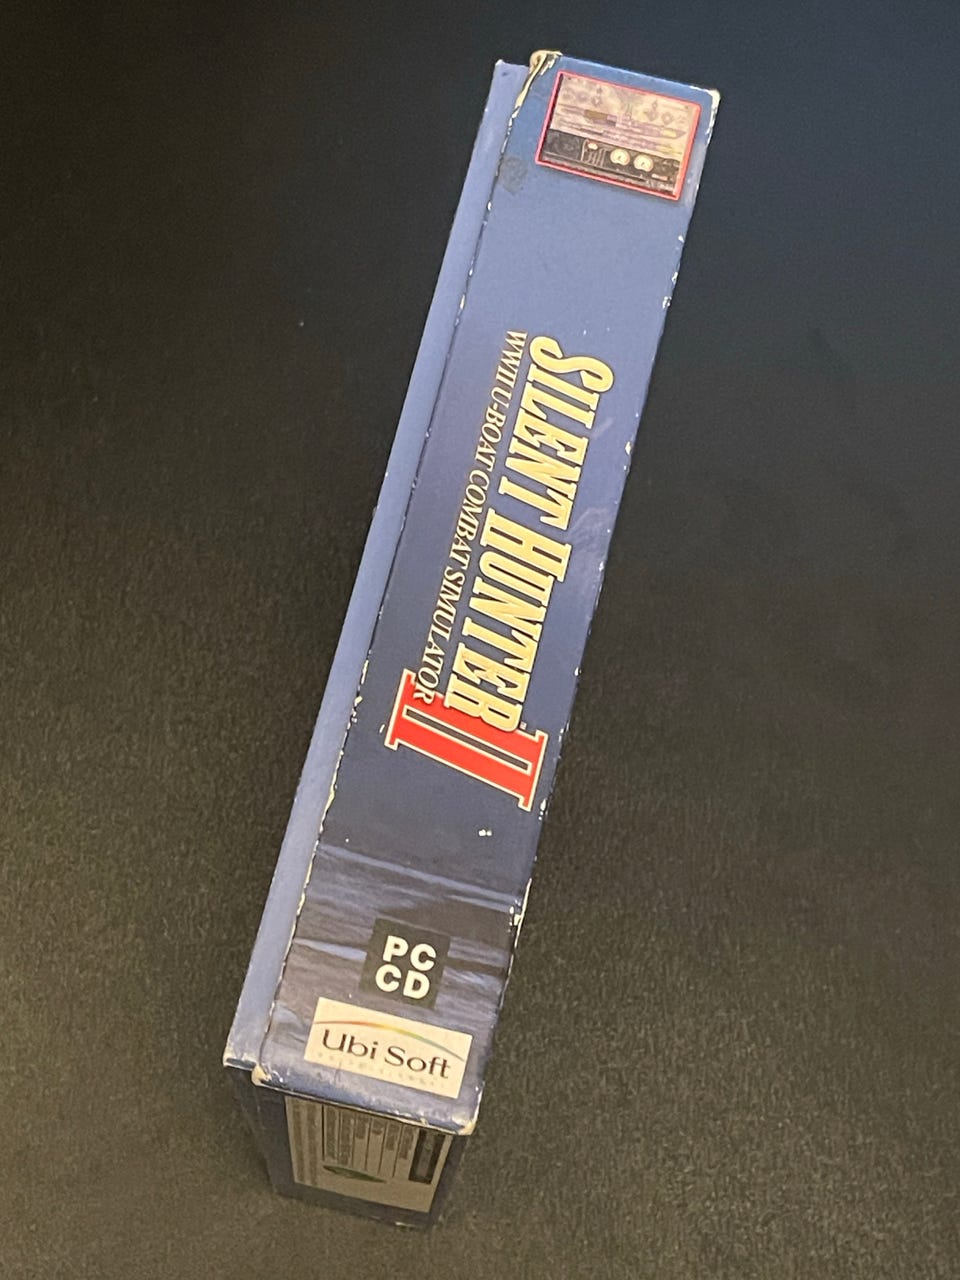 SILENT HUNTER II
WWII U-BOAT COMBAT SIMULATOR
PC
CD
Ubi Soft